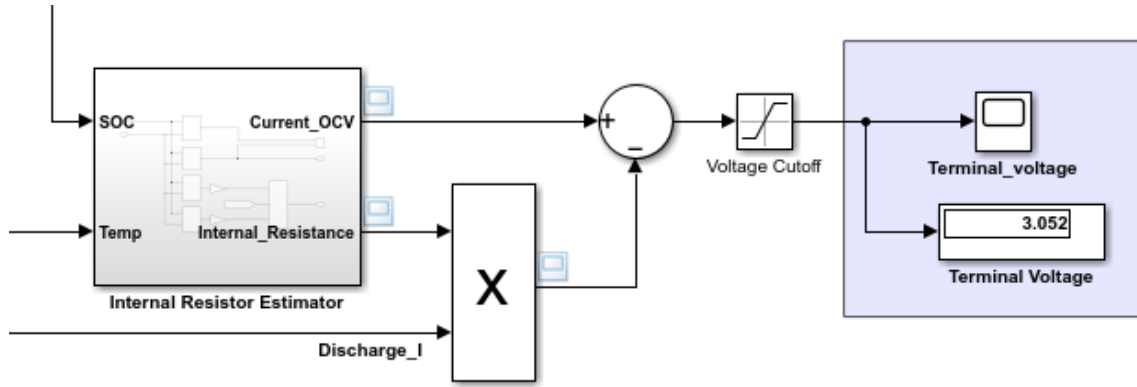 SOC
Current_OCV
Temp
Internal_Resistance
Internal Resistor Estimator
Discharge_I
X
+
−
Voltage Cutoff
Terminal_voltage
3.052
Terminal Voltage